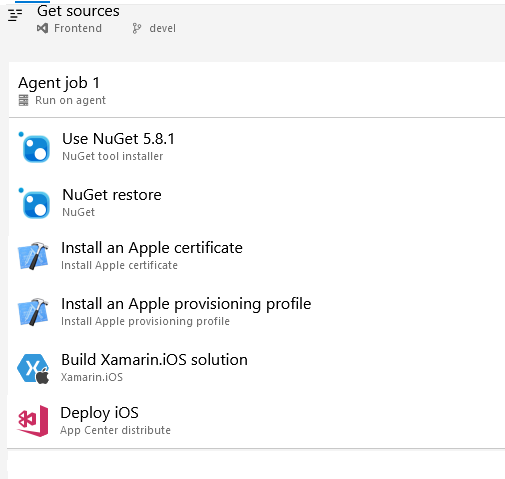 Get sources
Frontend devel
Agent job 1
Run on agent
Use NuGet 5.8.1
NuGet tool installer
NuGet restore
NuGet
Install an Apple certificate
Install Apple certificate
Install an Apple provisioning profile
Install Apple provisioning profile
Build Xamarin.iOS solution
Xamarin.iOS
Deploy iOS
App Center distribute